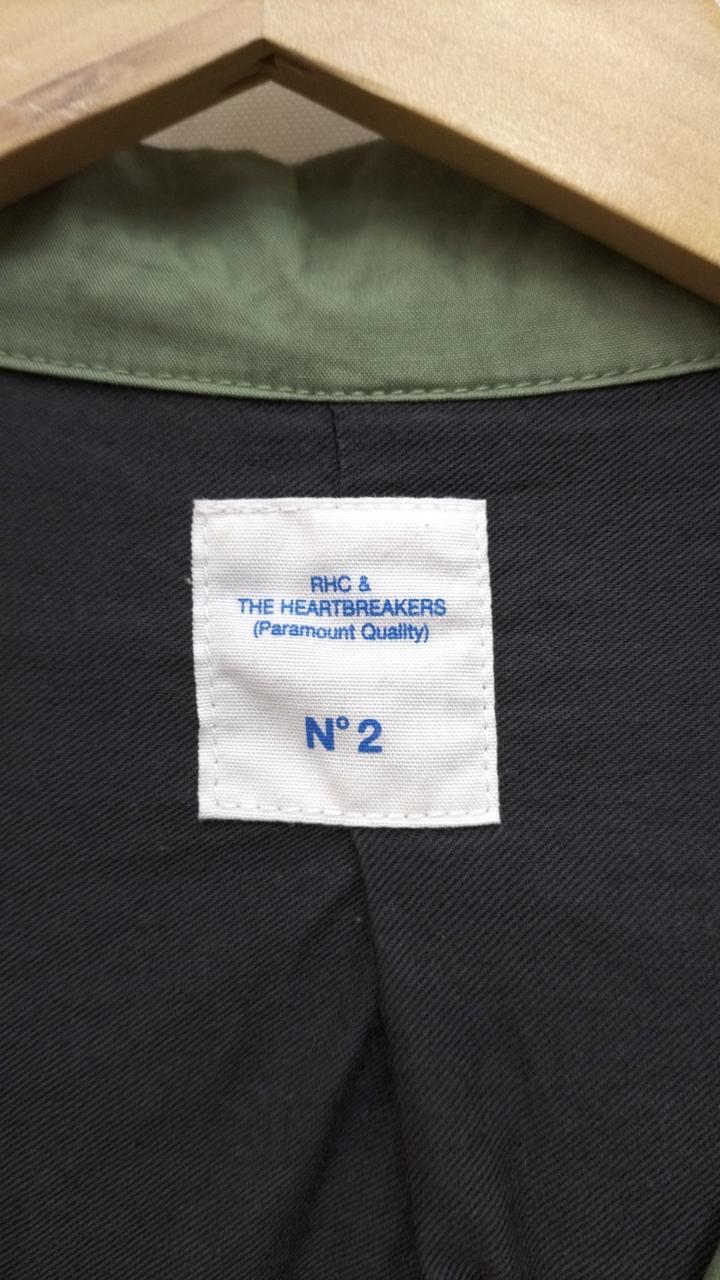 RHC &
THE HEARTBREAKERS
(Paramount Quality)
N° 2